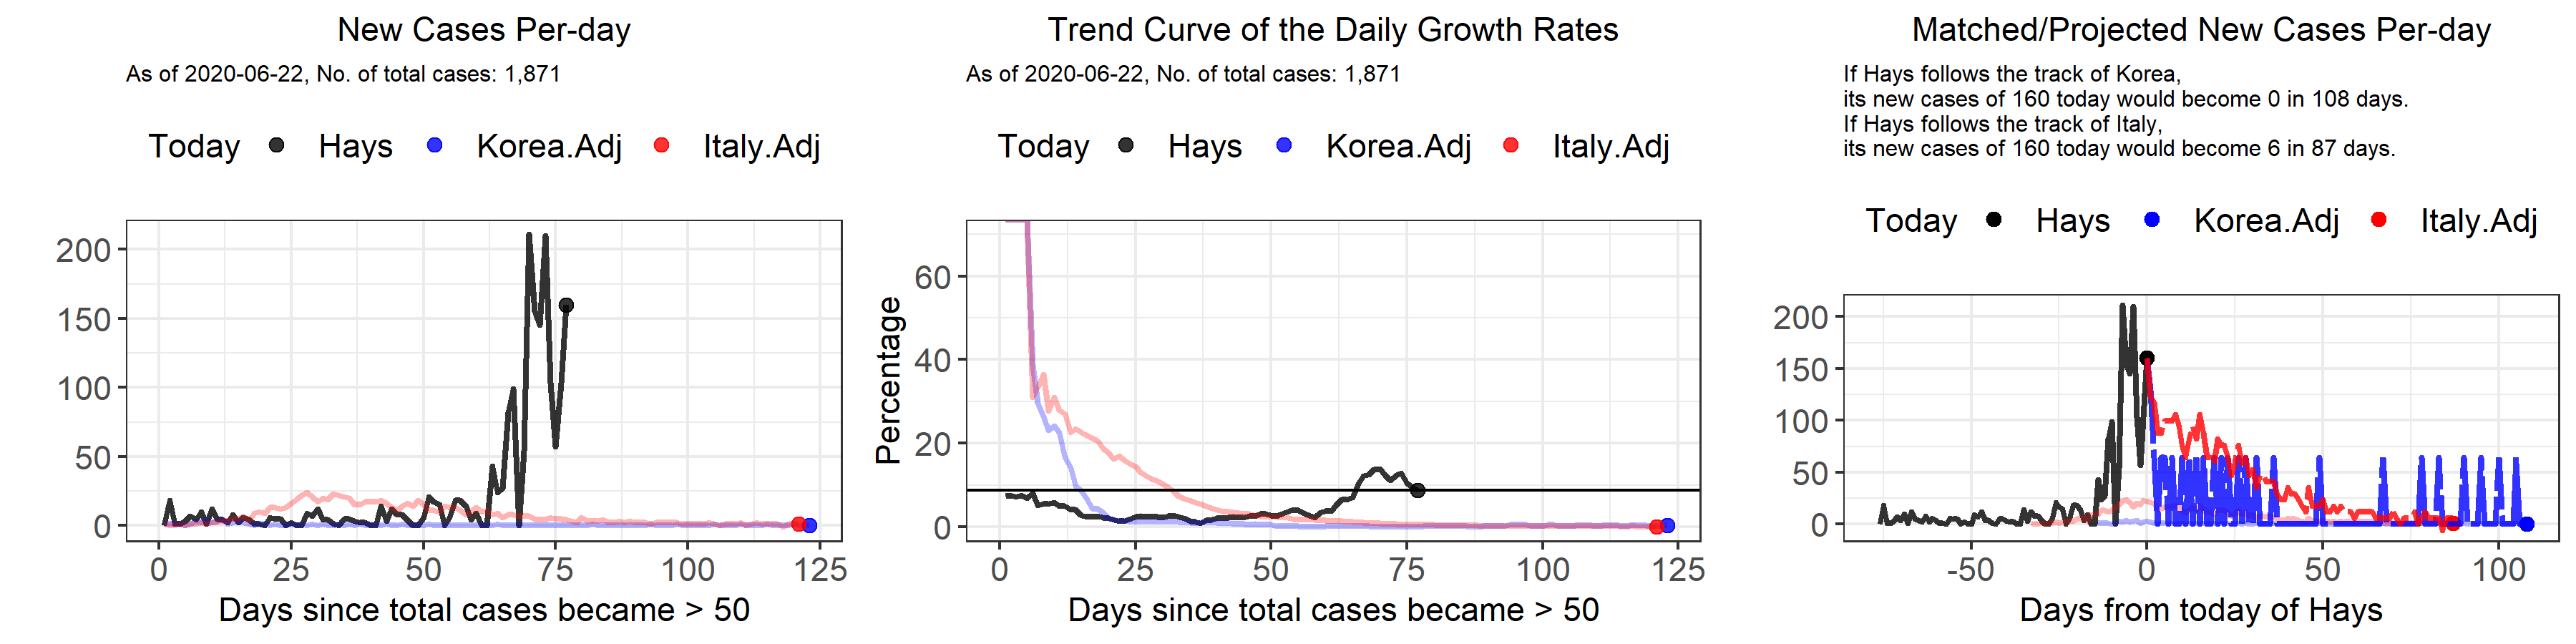 New Cases Per-day
As of 2020-06-22, No. of total cases: 1,871
Today Hays Korea.Adj Italy.Adj
200
150
100
50
0
0 25 50 75 100 125
Days since total cases became > 50
Trend Curve of the Daily Growth Rates
As of 2020-06-22, No. of total cases: 1,871
Today Hays Korea.Adj Italy.Adj
Percentage
60
40
20
0
0 25 50 75 100 125
Days since total cases became > 50
Matched/Projected New Cases Per-day
If Hays follows the track of Korea,
its new cases of 160 today would become 0 in 108 days.
If Hays follows the track of Italy,
its new cases of 160 today would become 6 in 87 days.
Today Hays Korea.Adj Italy.Adj
200
150
100
50
0
-50 0 50 100
Days from today of Hays